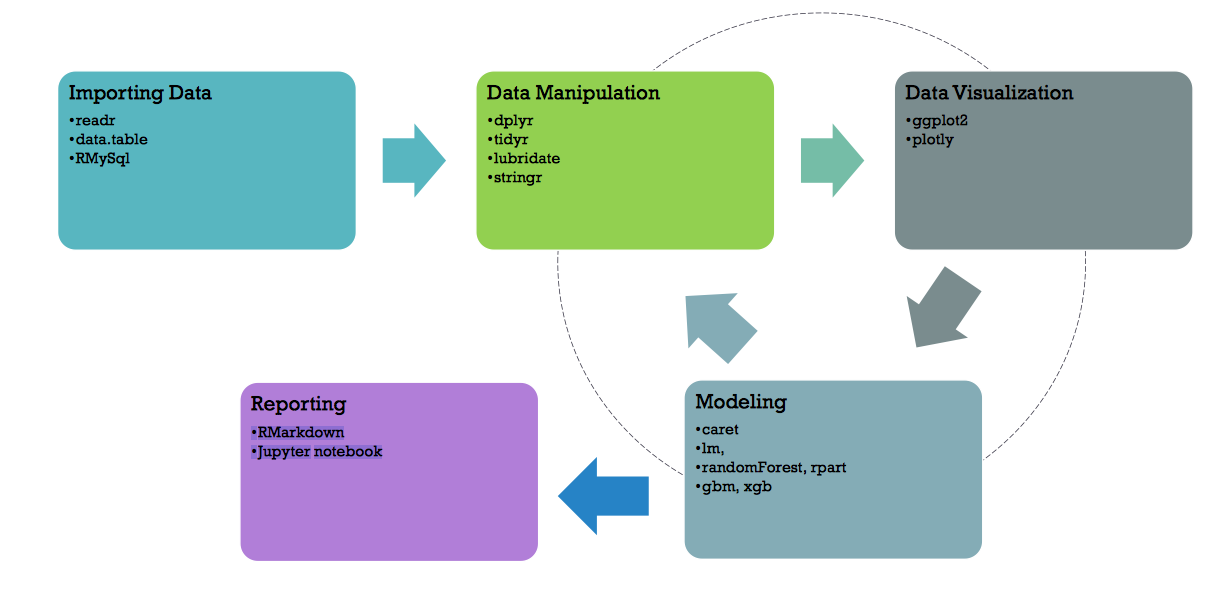 Importing Data
•readr
•data.table
•RMySql
Data Manipulation
•dplyr
•tidyr
•lubridate
•stringr
Data Visualization
•ggplot2
•plotly
Modeling
•caret
•lm,
•randomForest, rpart
•gbm, xgb
Reporting
•RMarkdown
•Jupyter notebook